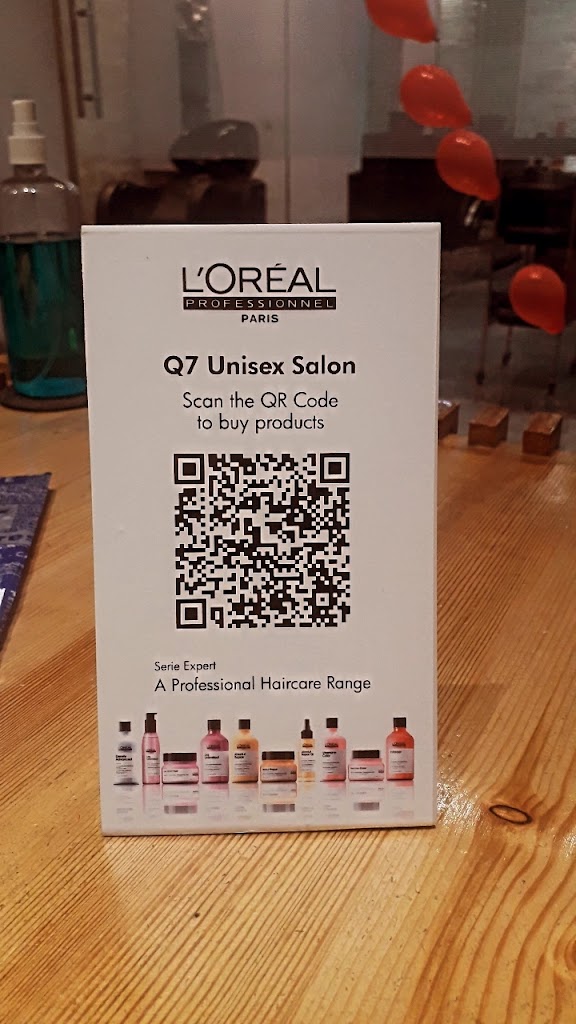 L'ORÉAL
PROFESSIONNEL
PARIS
Q7 Unisex Salon
Scan the QR Code
to buy products
Serie Expert
A Professional Haircare Range